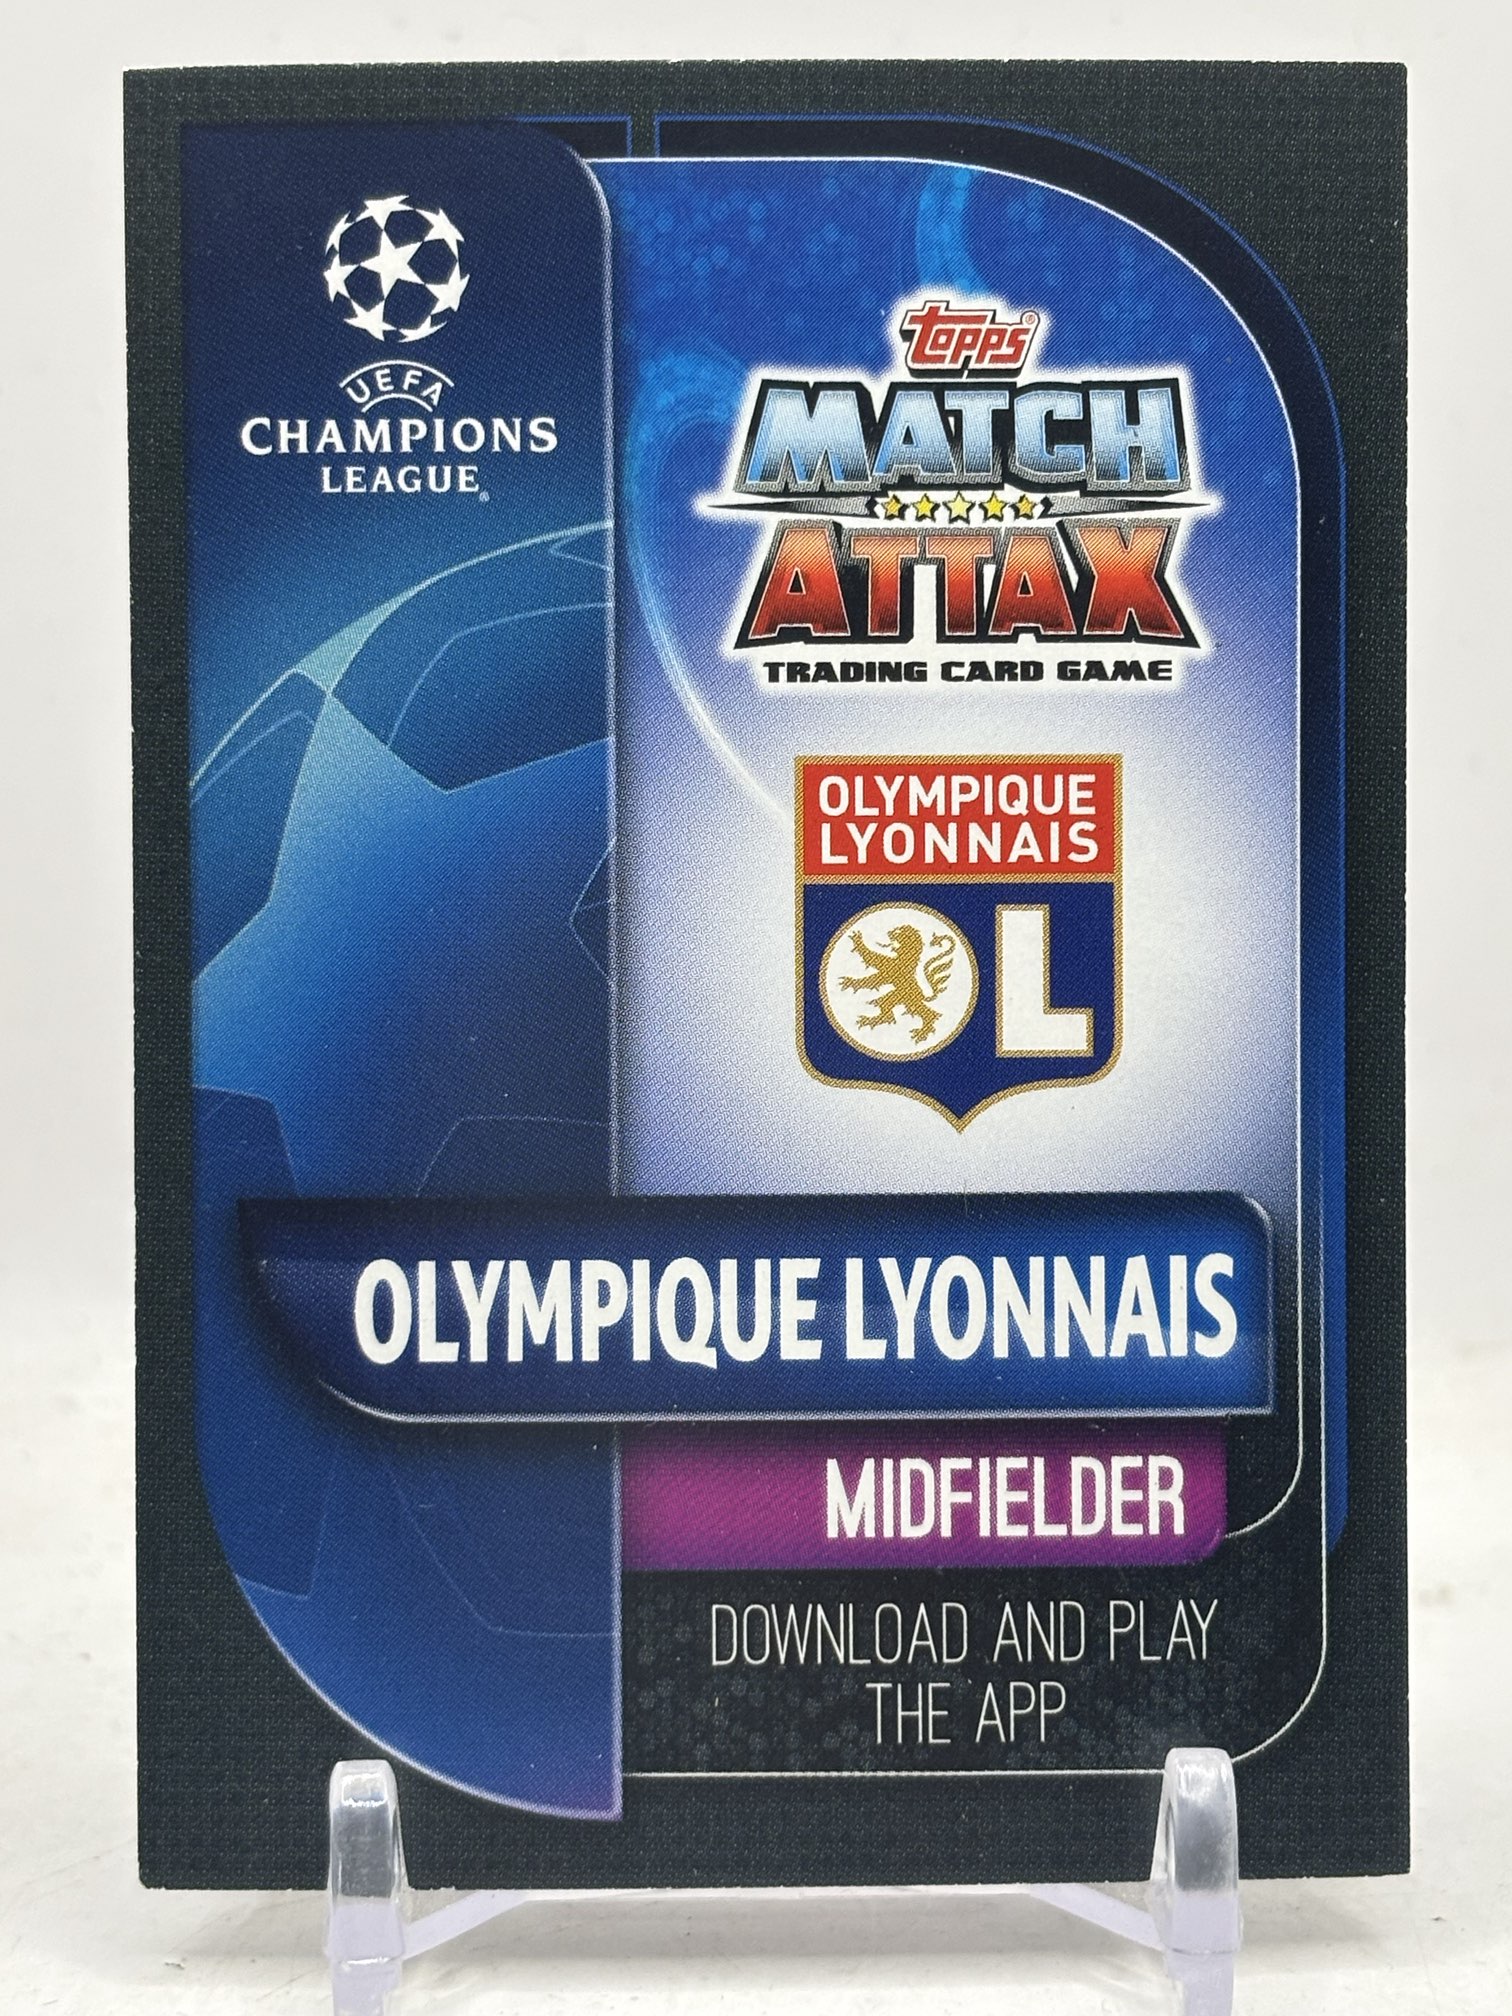 UEFA
CHAMPIONS
LEAGUE
topps®
MATCH
ATTAX
TRADING CARD GAME
OLYMPIQUE
LYONNAIS
OL
OLYMPIQUE LYONNAIS
MIDFIELDER
DOWNLOAD AND PLAY
THE APP